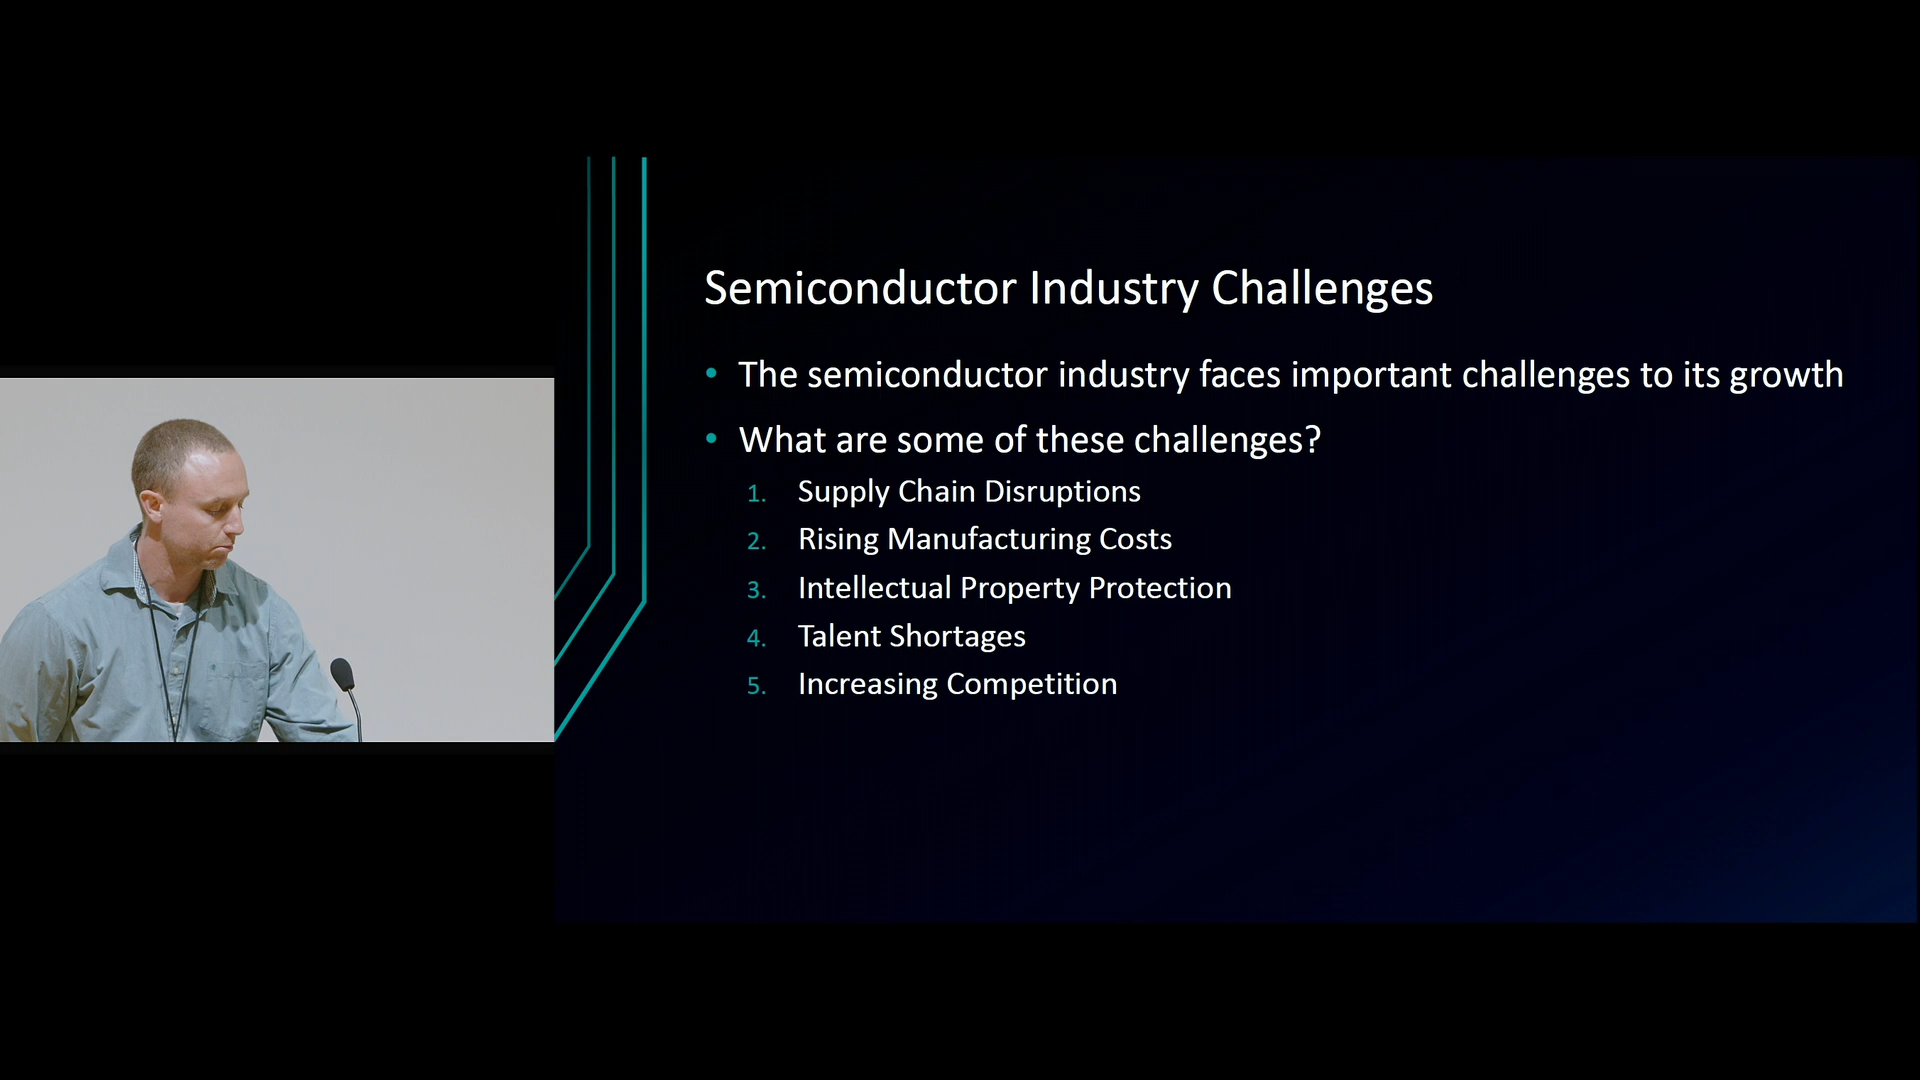 Semiconductor Industry Challenges
• The semiconductor industry faces important challenges to its growth
• What are some of these challenges?
1. Supply Chain Disruptions
2. Rising Manufacturing Costs
3. Intellectual Property Protection
4. Talent Shortages
5. Increasing Competition